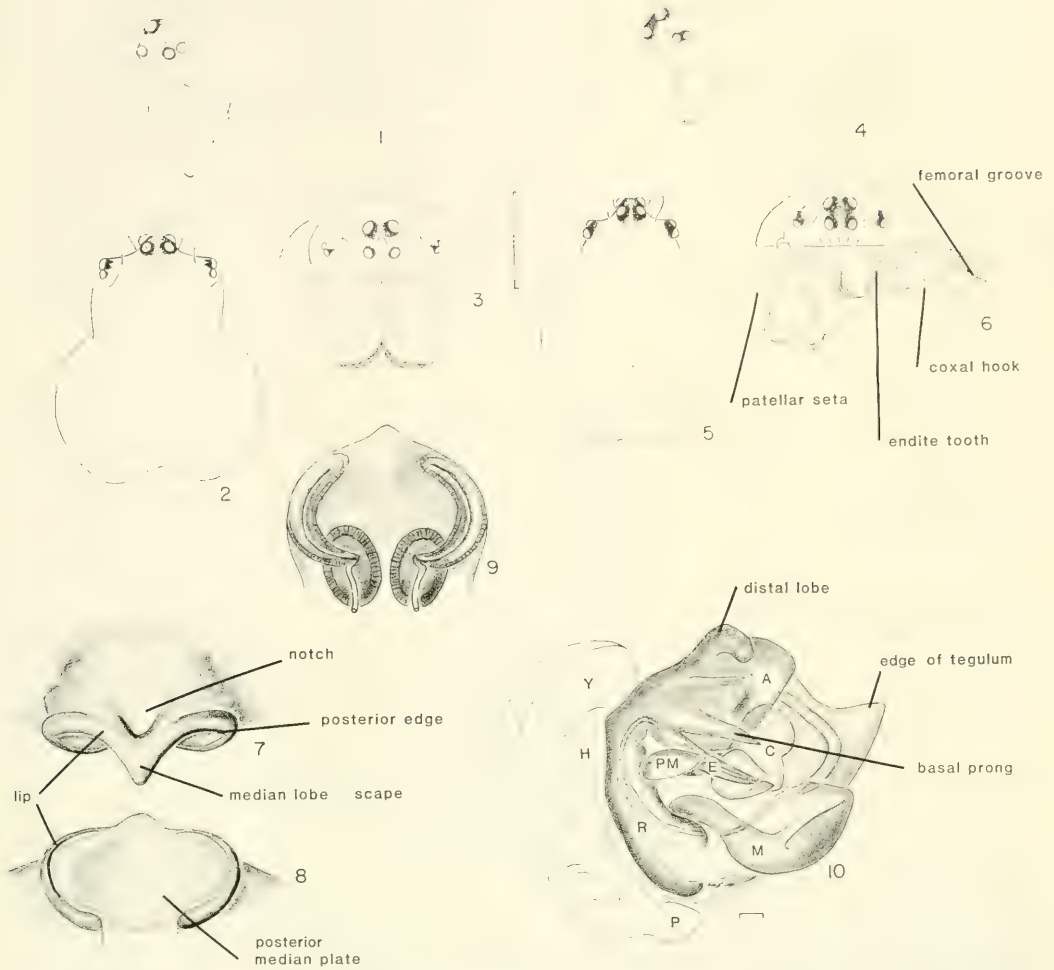 1
4
femoral groove
3
6
coxal hook
patellar seta
endite tooth
5
2
9
distal lobe
notch
edge of tegulum
Y
A
posterior edge
7
H
C
PM
E
basal prong
lip
median lobe scape
R
M
8
10
P
posterior
median plate